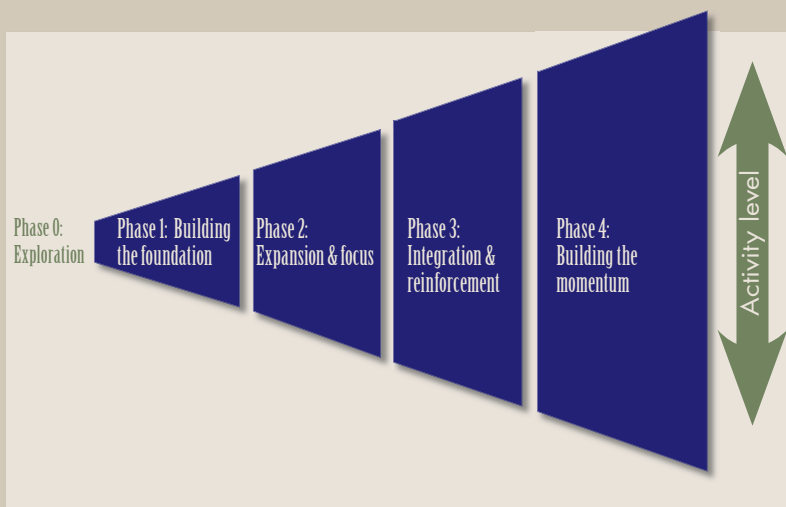 Phase 0:
Exploration
Phase 1: Building
the foundation
Phase 2:
Expansion & focus
Phase 3:
Integration &
reinforcement
Phase 4:
Building the
momentum
Activity level